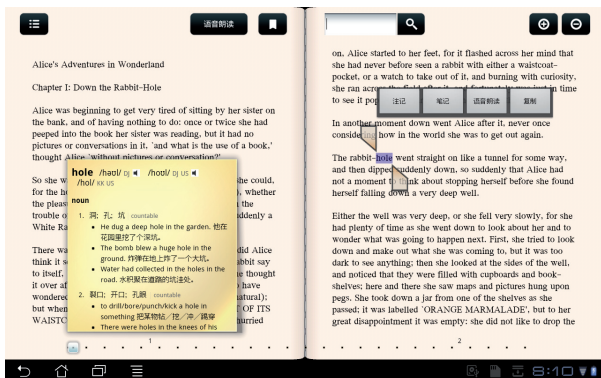 语音朗读
Alice's Adventures in Wonderland
Chapter I: Down the Rabbit-Hole
Alice was beginning to get very tired of sitting by her sister on
the bank, and of having nothing to do: once or twice she had
peeped into the book her sister was reading, but it had no
pictures or conversations in it, `and what is the use of a book,'
thought Alice `without pictures or conversation?'
So she w
she could,
for the ho
), whether
the pleas
n the
trouble o
ddenly a
White Ra
There wa
did Alice
think it s
abbit say
to itself,
he thought
it over af
o have
wondered
natural);
but when
T OF ITS
WAISTC
hurried
hole /həʊl/ DJ /həʊl/ DJ US
/hol/ KK US
noun
1. 洞; 孔; 坑 countable
He dug a deep hole in the garden. 他在
花园里挖了个深坑。
The bomb blew a huge hole in the
ground. 炸弹在地上炸了一个大坑。
Water had collected in the holes in the
road. 水积聚在道路的坑洼处。
2. 裂口; 开口; 孔眼 countable
to drill/bore/punch/kick a hole in
something 把某物钻／挖／冲／踢穿
There were holes in the knees of his
1
on, Alice started to her feet, for it flashed across her mind that
she had never before seen a rabbit with either a waistcoat-
pocket, or a watch to take out of it, and burning with curiosity,
she ran across the field after it, and fortunately was just in time
to see it pop
注记
笔记
语音朗读
复制
In another moment down went Alice after it, never once
considering how in the world she was to get out again.
The rabbit-hole went straight on like a tunnel for some way,
and then dipped suddenly down, so suddenly that Alice had
not a moment to think about stopping herself before she found
herself falling down a very deep well.
Either the well was very deep, or she fell very slowly, for she
had plenty of time as she went down to look about her and to
wonder what was going to happen next. First, she tried to look
down and make out what she was coming to, but it was too
dark to see anything; then she looked at the sides of the well,
and noticed that they were filled with cupboards and book-
shelves; here and there she saw maps and pictures hung upon
pegs. She took down a jar from one of the shelves as she
passed; it was labelled `ORANGE MARMALADE', but to her
great disappointment it was empty: she did not like to drop the
2
8:10